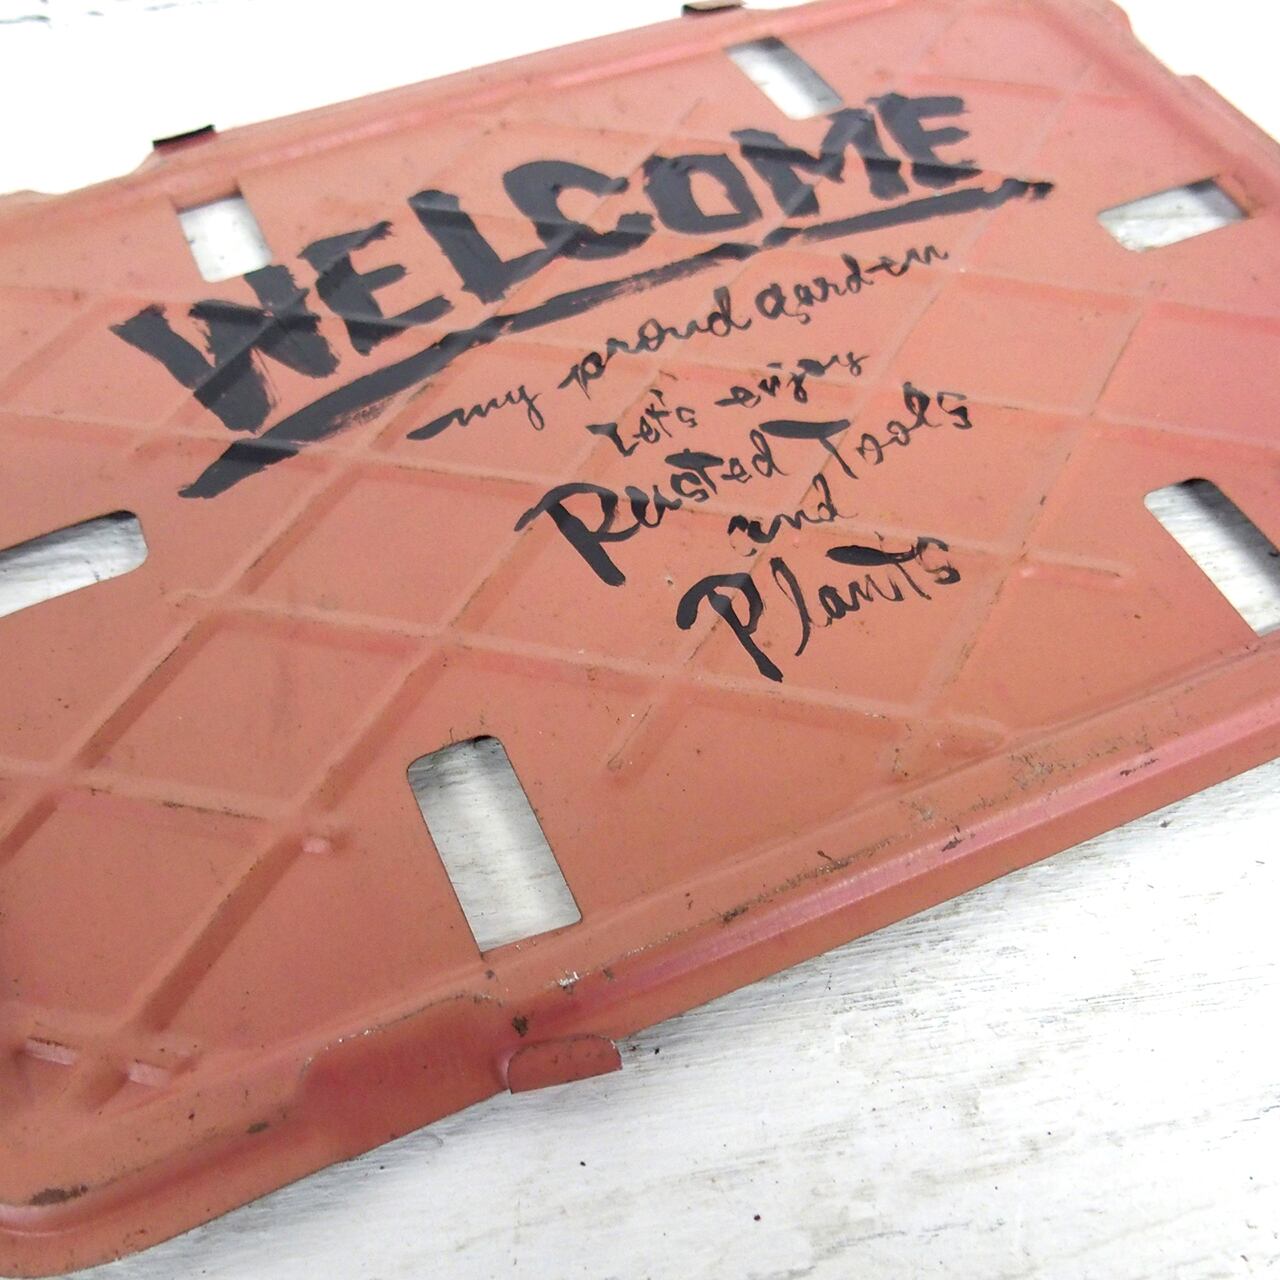 WELCOME
my proud garden
Let's enjoy
Rusted Tools
and
Plants